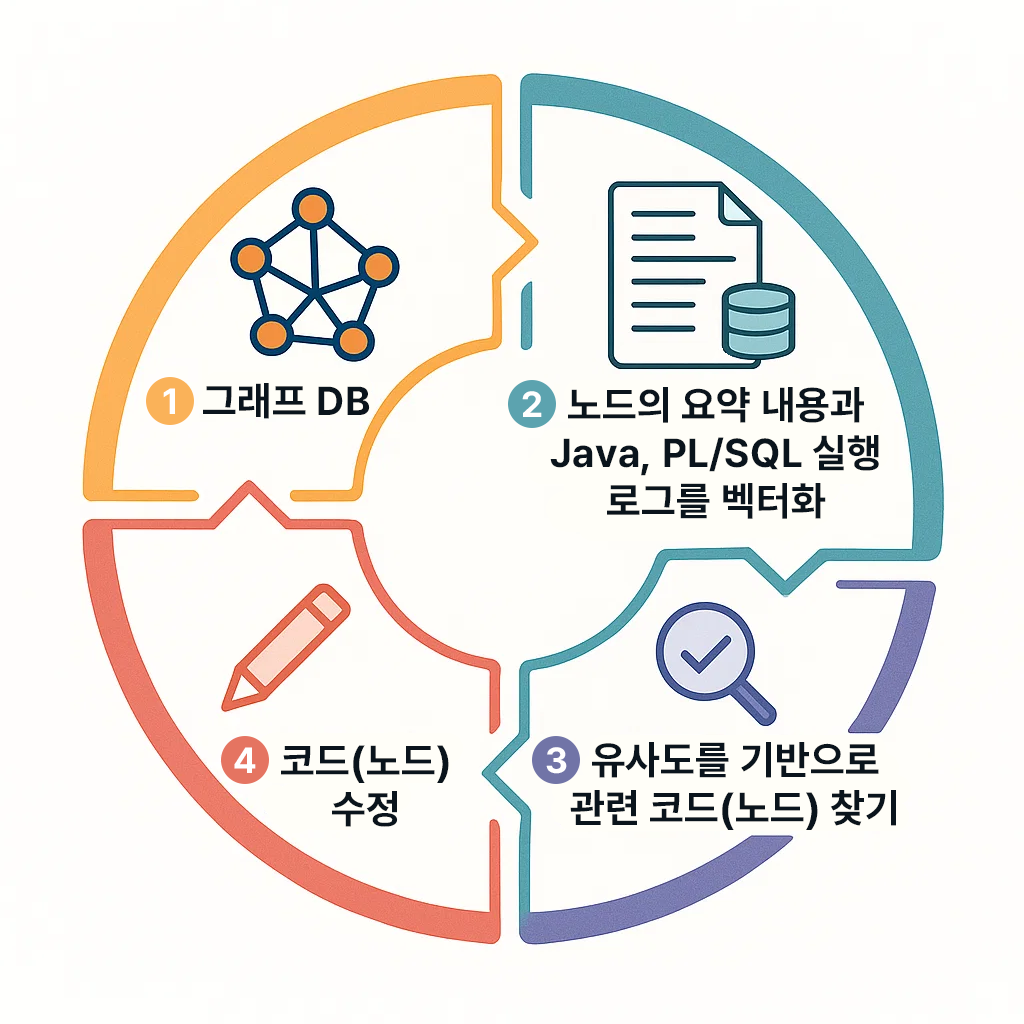 1 그래프 DB
2 노드의 요약 내용과
Java, PL/SQL 실행
로그를 벡터화
3 유사도를 기반으로
관련 코드(노드) 찾기
4 코드(노드)
수정